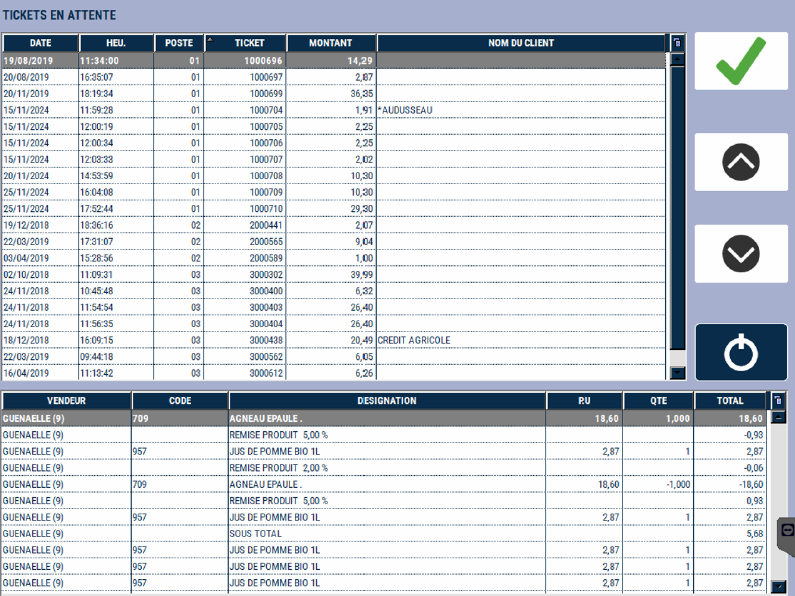 TICKETS EN ATTENTE
DATE HEU. POSTE TICKET MONTANT NOM DU CLIENT
19/08/2019 11:34:00 01 1000696 14,29
20/08/2019 16:35:07 01 1000697 2,87
20/11/2019 18:19:34 01 1000699 36,35
15/11/2024 11:59:28 01 1000704 1,91 *AUDUSSEAU
15/11/2024 12:00:19 01 1000705 2,25
15/11/2024 12:00:34 01 1000706 2,25
15/11/2024 12:03:33 01 1000707 2,02
20/11/2024 14:53:59 01 1000708 10,30
25/11/2024 16:04:08 01 1000709 10,30
25/11/2024 17:52:44 01 1000710 29,30
19/12/2018 18:36:16 02 2000441 2,07
22/03/2019 17:31:07 02 2000565 9,04
03/04/2019 15:28:56 02 2000589 1,00
02/10/2018 11:09:31 03 3000302 39,99
24/11/2018 10:45:48 03 3000400 6,32
24/11/2018 11:54:54 03 3000403 26,40
24/11/2018 11:56:35 03 3000404 26,40
18/12/2018 16:09:15 03 3000438 20,49 CREDIT AGRICOLE
22/03/2019 09:44:18 03 3000562 6,05
16/04/2019 11:13:42 03 3000612 6,26
VENDEUR CODE DESIGNATION P.U QTE TOTAL
GUENAELLE (9) 709 AGNEAU EPAULE . 18,60 1,000 18,60
GUENAELLE (9) REMISE PRODUIT 5,00 % -0,93
GUENAELLE (9) 957 JUS DE POMME BIO 1L 2,87 1 2,87
GUENAELLE (9) REMISE PRODUIT 2,00 % -0,06
GUENAELLE (9) 709 AGNEAU EPAULE . 18,60 -1,000 -18,60
GUENAELLE (9) REMISE PRODUIT 5,00 % 0,93
GUENAELLE (9) 957 JUS DE POMME BIO 1L 2,87 1 2,87
GUENAELLE (9) SOUS TOTAL 5,68
GUENAELLE (9) 957 JUS DE POMME BIO 1L 2,87 1 2,87
GUENAELLE (9) 957 JUS DE POMME BIO 1L 2,87 1 2,87
GUENAELLE (9) 957 JUS DE POMME BIO 1L 2,87 1 2,87